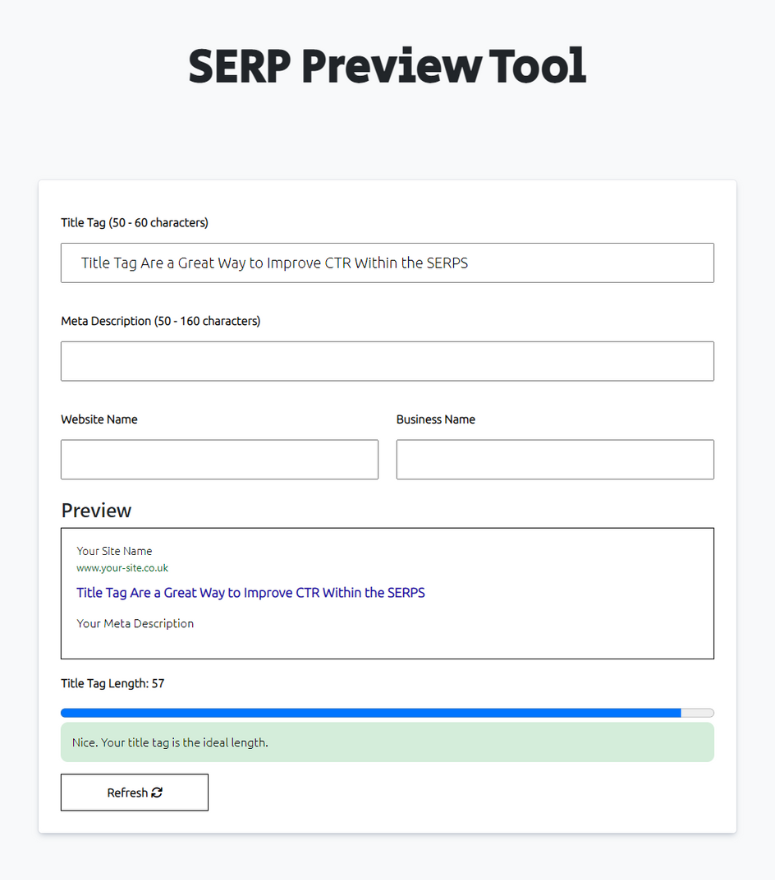 SERP Preview Tool
Title Tag (50 - 60 characters)
Title Tag Are a Great Way to Improve CTR Within the SERPS
Meta Description (50 - 160 characters)
Website Name
Business Name
Preview
Your Site Name
www.your-site.co.uk
Title Tag Are a Great Way to Improve CTR Within the SERPS
Your Meta Description
Title Tag Length: 57
Nice. Your title tag is the ideal length.
Refresh